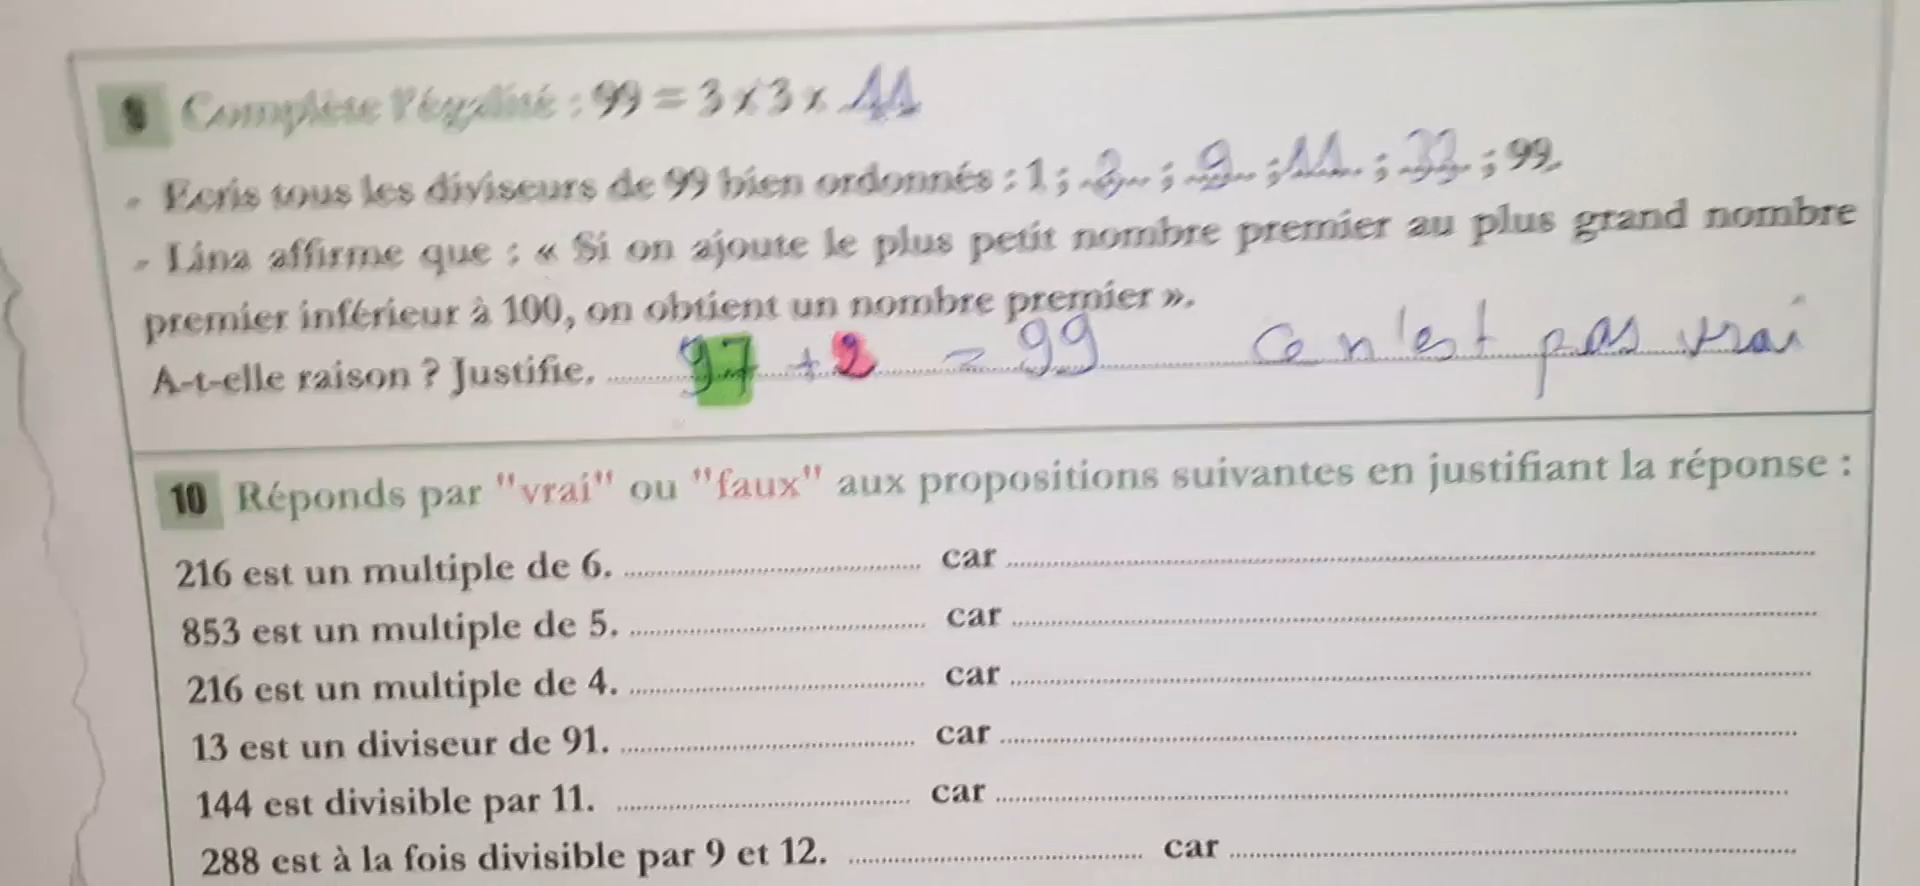 9 Complète l'égalité : 99 = 3 x 3 x 11
- Ecris tous les diviseurs de 99 bien ordonnés : 1 ; 3 ; 9 ; 11 ; 33 ; 99.
- Lina affirme que : « Si on ajoute le plus petit nombre premier au plus grand nombre
premier inférieur à 100, on obtient un nombre premier ».
A-t-elle raison ? Justifie. 97 + 2 = 99 Ce n'est pas vrai
10 Réponds par "vrai" ou "faux" aux propositions suivantes en justifiant la réponse :
216 est un multiple de 6. .......... car ..........
853 est un multiple de 5. .......... car ..........
216 est un multiple de 4. .......... car ..........
13 est un diviseur de 91. .......... car ..........
144 est divisible par 11. .......... car ..........
288 est à la fois divisible par 9 et 12. .......... car ..........